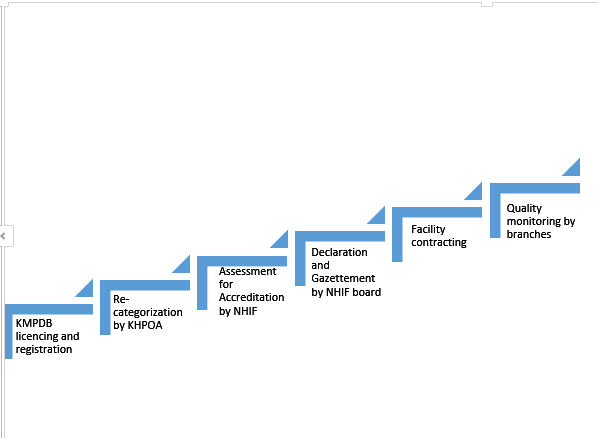 KMPDB
licencing and
registration
Re-
categorization
by KHPOA
Assessment
for
Accreditation
by NHIF
Declaration
and
Gazettement
by NHIF board
Facility
contracting
Quality
monitoring by
branches